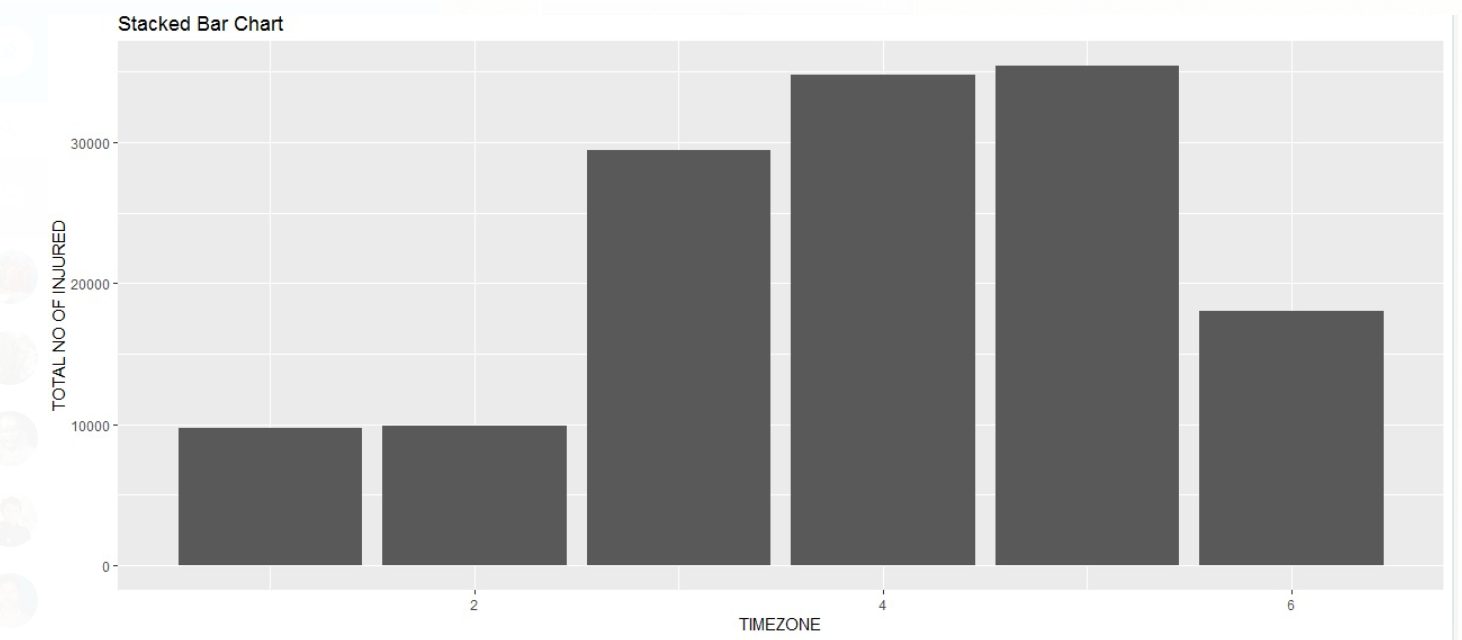 Stacked Bar Chart
30000
20000
10000
0
TOTAL NO OF INJURED
2
4
6
TIMEZONE